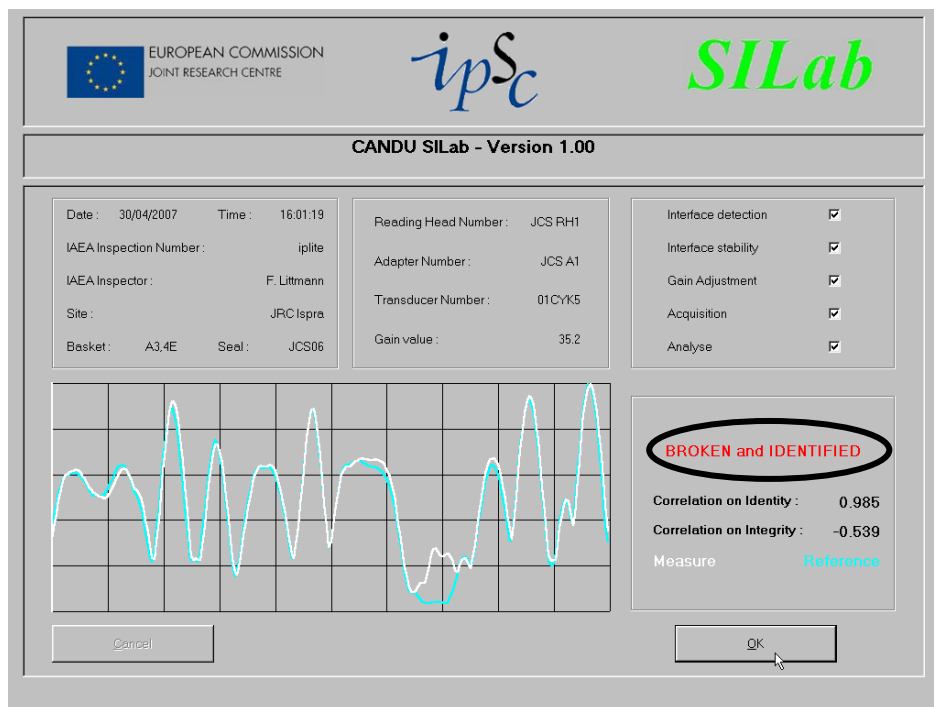 EUROPEAN COMMISSION
JOINT RESEARCH CENTRE
ipsc
SILab
CANDU SILab - Version 1.00
Date : 30/04/2007 Time : 16:01:19
IAEA Inspection Number : iplite
IAEA Inspector : F. Littmann
Site : JRC Ispra
Basket : A3,4E Seal : JCS06
Reading Head Number : JCS RH1
Adapter Number : JCS A1
Transducer Number : 01CYK5
Gain value : 35.2
Interface detection
Interface stability
Gain Adjustment
Acquisition
Analyse
BROKEN and IDENTIFIED
Correlation on Identity : 0.985
Correlation on Integrity : -0.539
Measure Reference
Cancel
OK